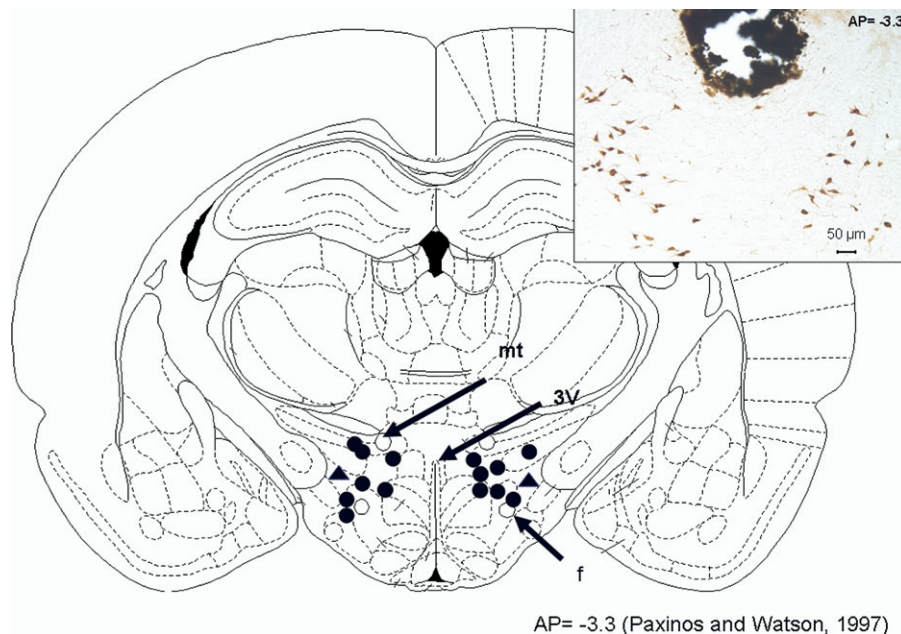 AP= -3.3
50 µm
mt
3V
f
AP= -3.3 (Paxinos and Watson, 1997)